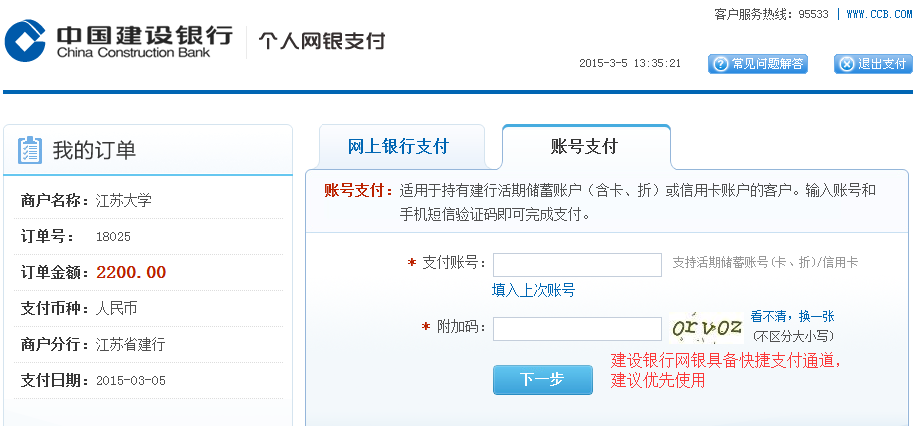 客户服务热线：95533 | WWW.CCB.COM
中国建设银行
China Construction Bank
个人网银支付
2015-3-5 13:35:21
常见问题解答
退出支付
我的订单
商户名称：江苏大学
订单号： 18025
订单金额：2200.00
支付币种：人民币
商户分行：江苏省建行
支付日期：2015-03-05
网上银行支付
账号支付
账号支付：适用于持有建行活期储蓄账户（含卡、折）或信用卡账户的客户。输入账号和
手机短信验证码即可完成支付。
* 支付账号： 支持活期储蓄账号(卡、折)/信用卡
填入上次账号
* 附加码： orvoz 看不清，换一张
(不区分大小写)
下一步
建设银行网银具备快捷支付通道，
建议优先使用